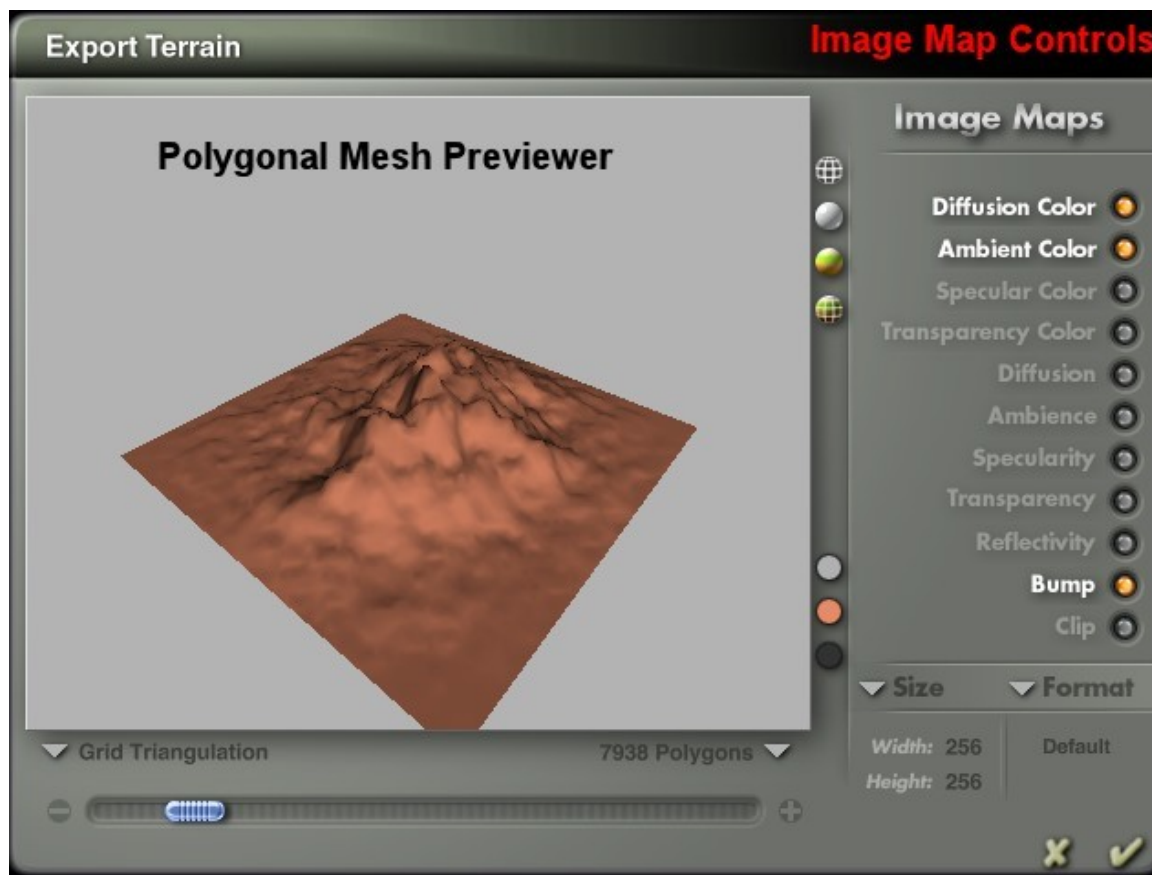 Export Terrain
Image Map Controls
Polygonal Mesh Previewer
Image Maps
Diffusion Color
Ambient Color
Specular Color
Transparency Color
Diffusion
Ambience
Specularity
Transparency
Reflectivity
Bump
Clip
Size Format
Width: 256 Default
Height: 256
Grid Triangulation 7938 Polygons